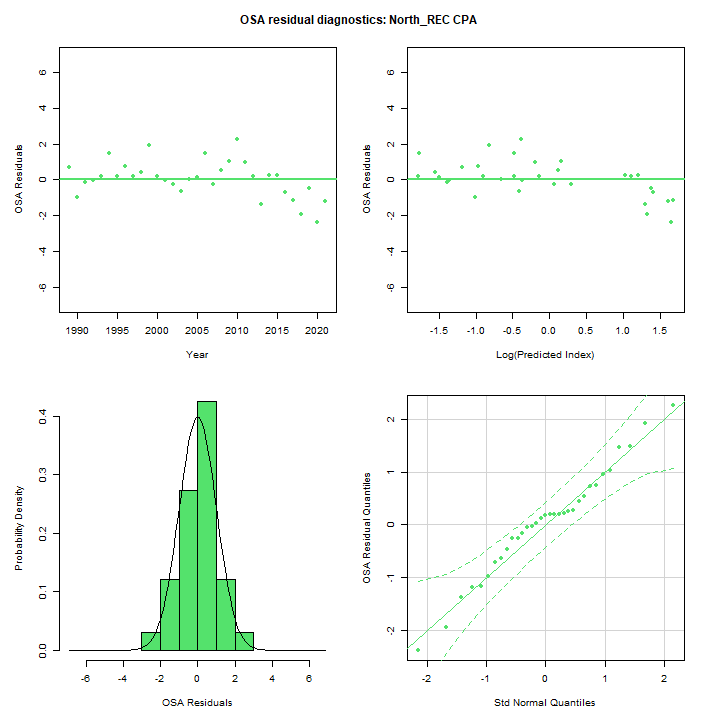 OSA residual diagnostics: North_REC CPA
OSA Residuals
6
4
2
0
-2
-4
-6
1990 1995 2000 2005 2010 2015 2020
Year
OSA Residuals
6
4
2
0
-2
-4
-6
-1.5 -1.0 -0.5 0.0 0.5 1.0 1.5
Log(Predicted Index)
Probability Density
0.4
0.3
0.2
0.1
0.0
-6 -4 -2 0 2 4 6
OSA Residuals
OSA Residual Quantiles
2
1
0
-1
-2
-2 -1 0 1 2
Std Normal Quantiles